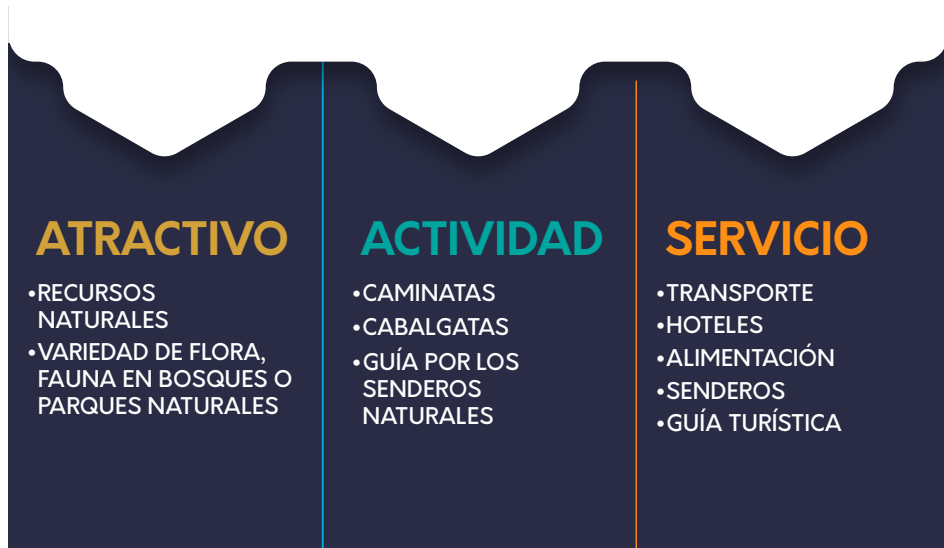 ATRACTIVO
•RECURSOS
NATURALES
•VARIEDAD DE FLORA,
FAUNA EN BOSQUES O
PARQUES NATURALES
ACTIVIDAD
•CAMINATAS
•CABALGATAS
•GUÍA POR LOS
SENDEROS
NATURALES
SERVICIO
•TRANSPORTE
•HOTELES
•ALIMENTACIÓN
•SENDEROS
•GUÍA TURÍSTICA